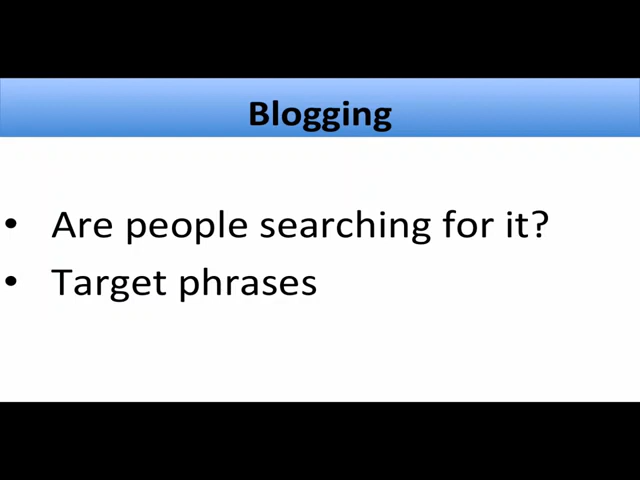 Blogging
• Are people searching for it?
• Target phrases